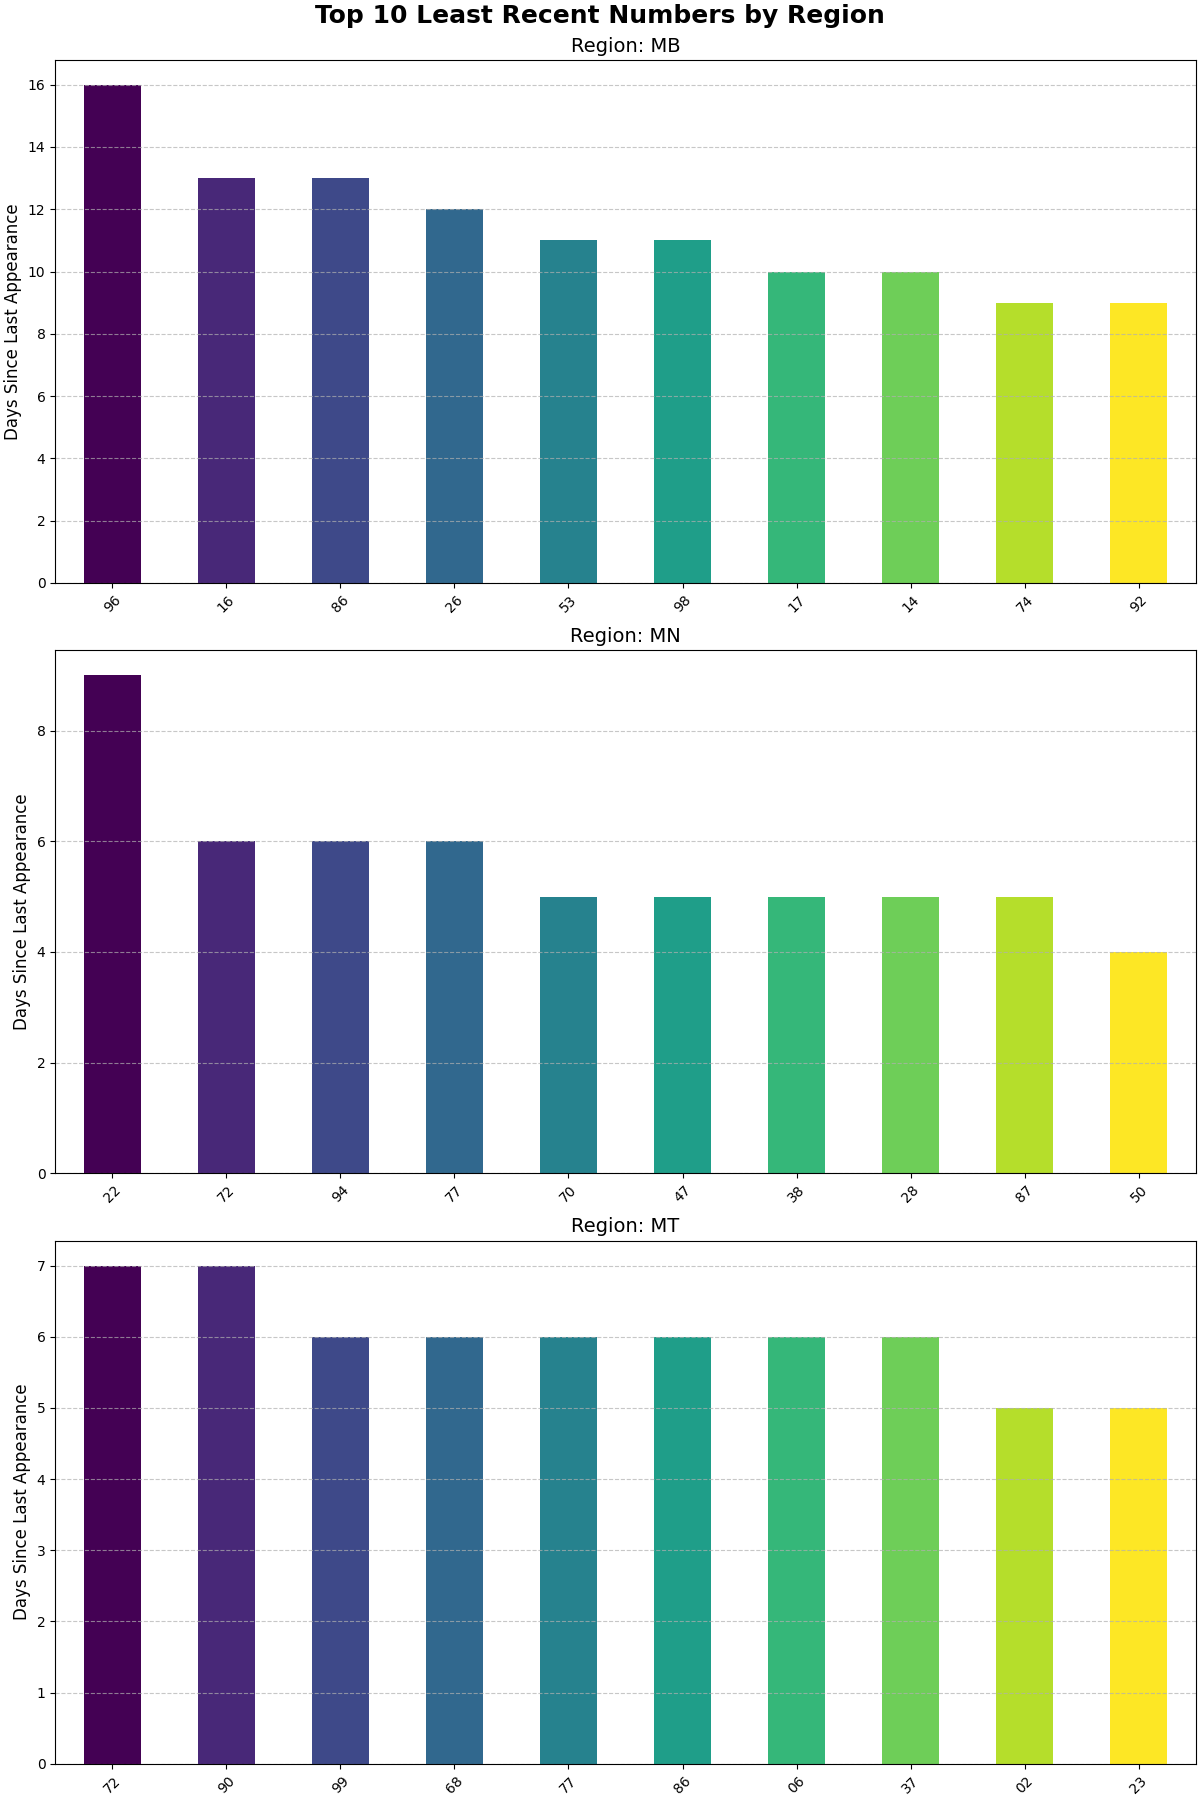 Top 10 Least Recent Numbers by Region
Region: MB
Days Since Last Appearance
16
14
12
10
8
6
4
2
0
96 16 86 26 53 98 17 14 74 92
Region: MN
Days Since Last Appearance
8
6
4
2
0
22 72 94 77 70 47 38 28 87 50
Region: MT
Days Since Last Appearance
7
6
5
4
3
2
1
0
72 90 99 68 77 86 06 37 02 23